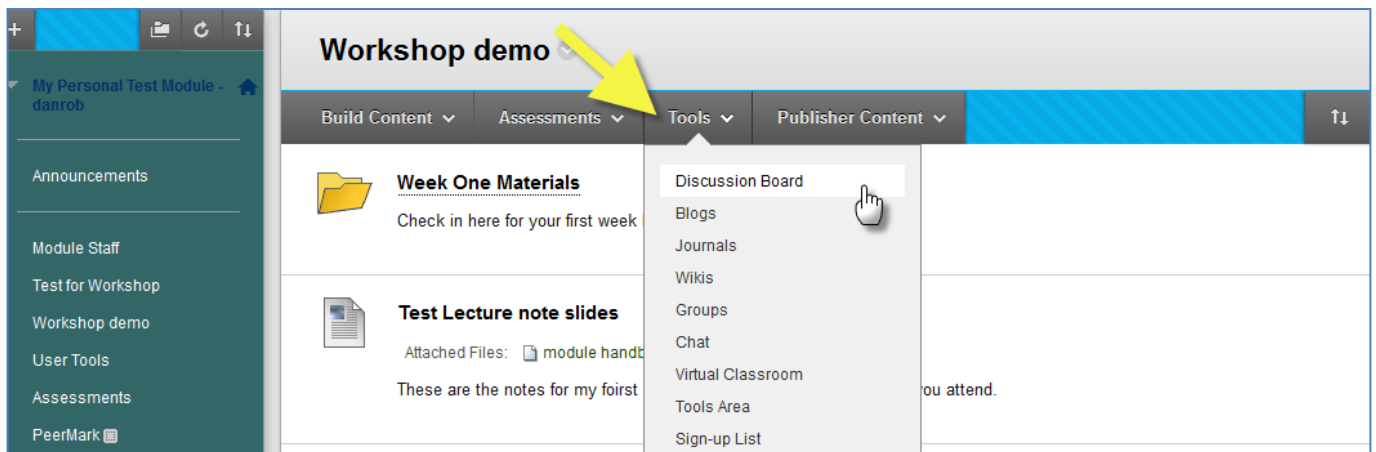 My Personal Test Module -
danrob
Announcements
Module Staff
Test for Workshop
Workshop demo
User Tools
Assessments
PeerMark
Workshop demo
Build Content
Assessments
Tools
Publisher Content
Week One Materials
Check in here for your first week
Test Lecture note slides
Attached Files: module handb
These are the notes for my foirst
you attend.
Discussion Board
Blogs
Journals
Wikis
Groups
Chat
Virtual Classroom
Tools Area
Sign-up List